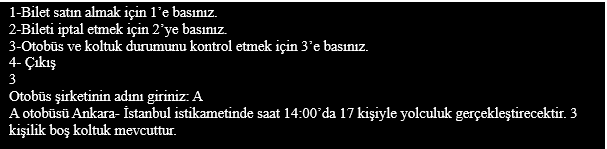 1-Bilet satın almak için 1’e basınız.
2-Bileti iptal etmek için 2’ye basınız.
3-Otobüs ve koltuk durumunu kontrol etmek için 3’e basınız.
4- Çıkış
3
Otobüs şirketinin adını giriniz: A
A otobüsü Ankara- İstanbul istikametinde saat 14:00’da 17 kişiyle yolculuk gerçekleştirecektir. 3
kişilik boş koltuk mevcuttur.